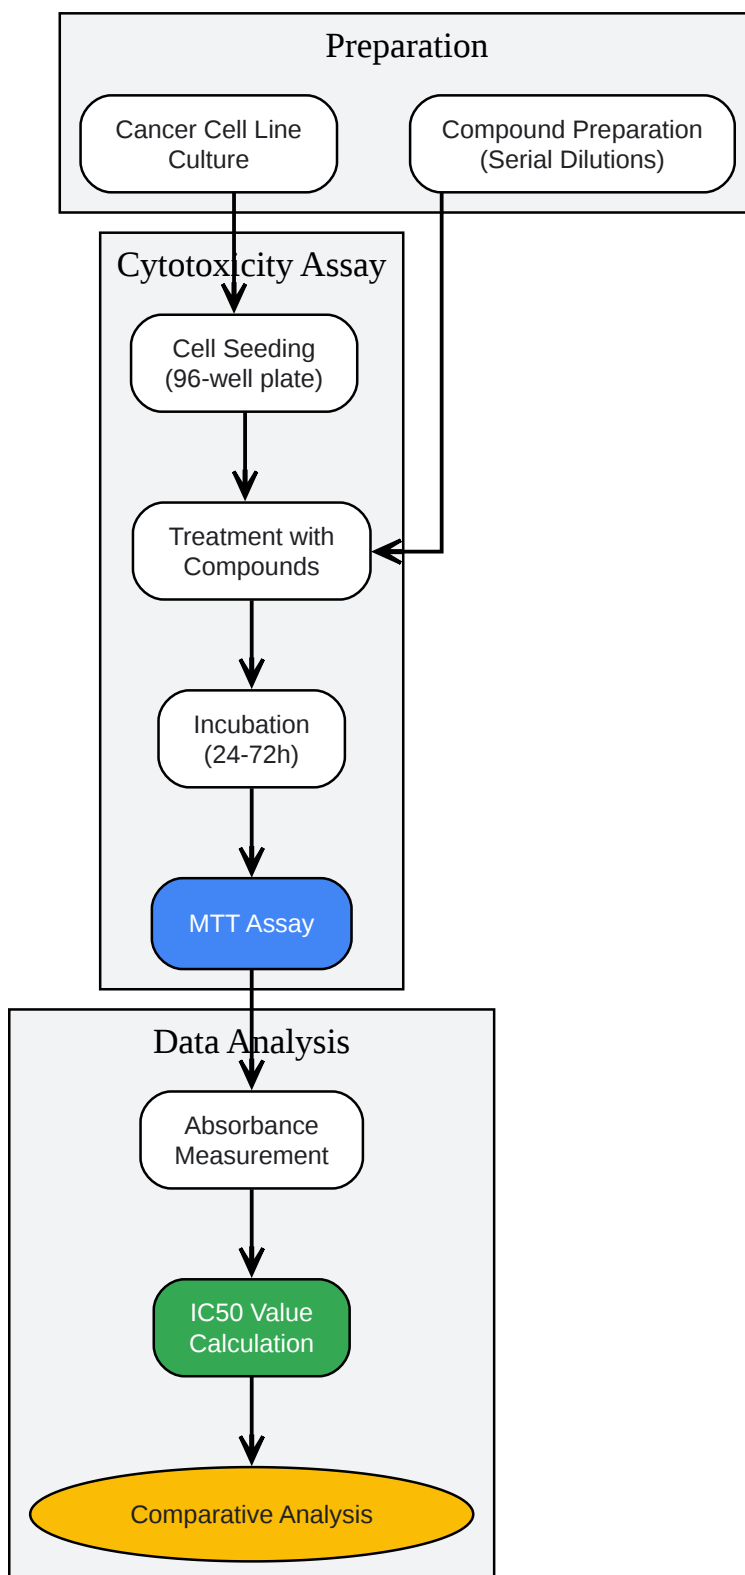 Preparation
Cancer Cell Line
Culture
Compound Preparation
(Serial Dilutions)
Cytotoxicity Assay
Cell Seeding
(96-well plate)
Treatment with
Compounds
Incubation
(24-72h)
MTT Assay
Data Analysis
Absorbance
Measurement
IC50 Value
Calculation
Comparative Analysis